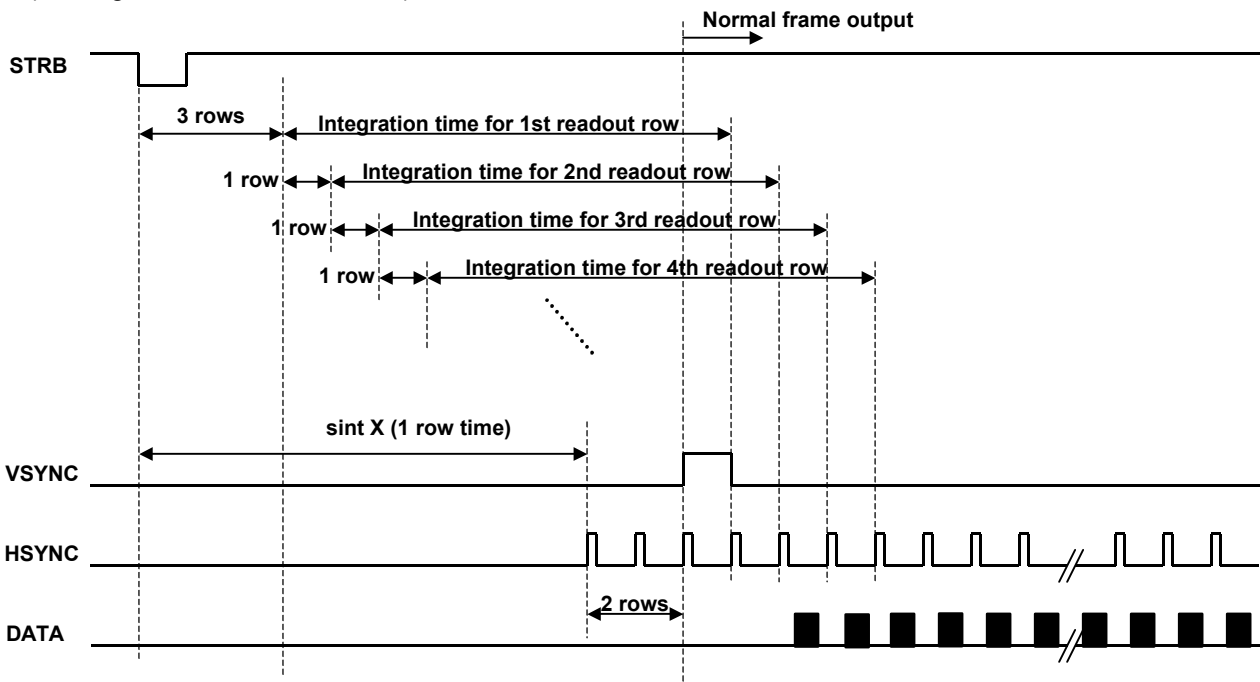 Normal frame output
STRB
3 rows
Integration time for 1st readout row
1 row
Integration time for 2nd readout row
1 row
Integration time for 3rd readout row
1 row
Integration time for 4th readout row
sint X (1 row time)
VSYNC
HSYNC
2 rows
DATA